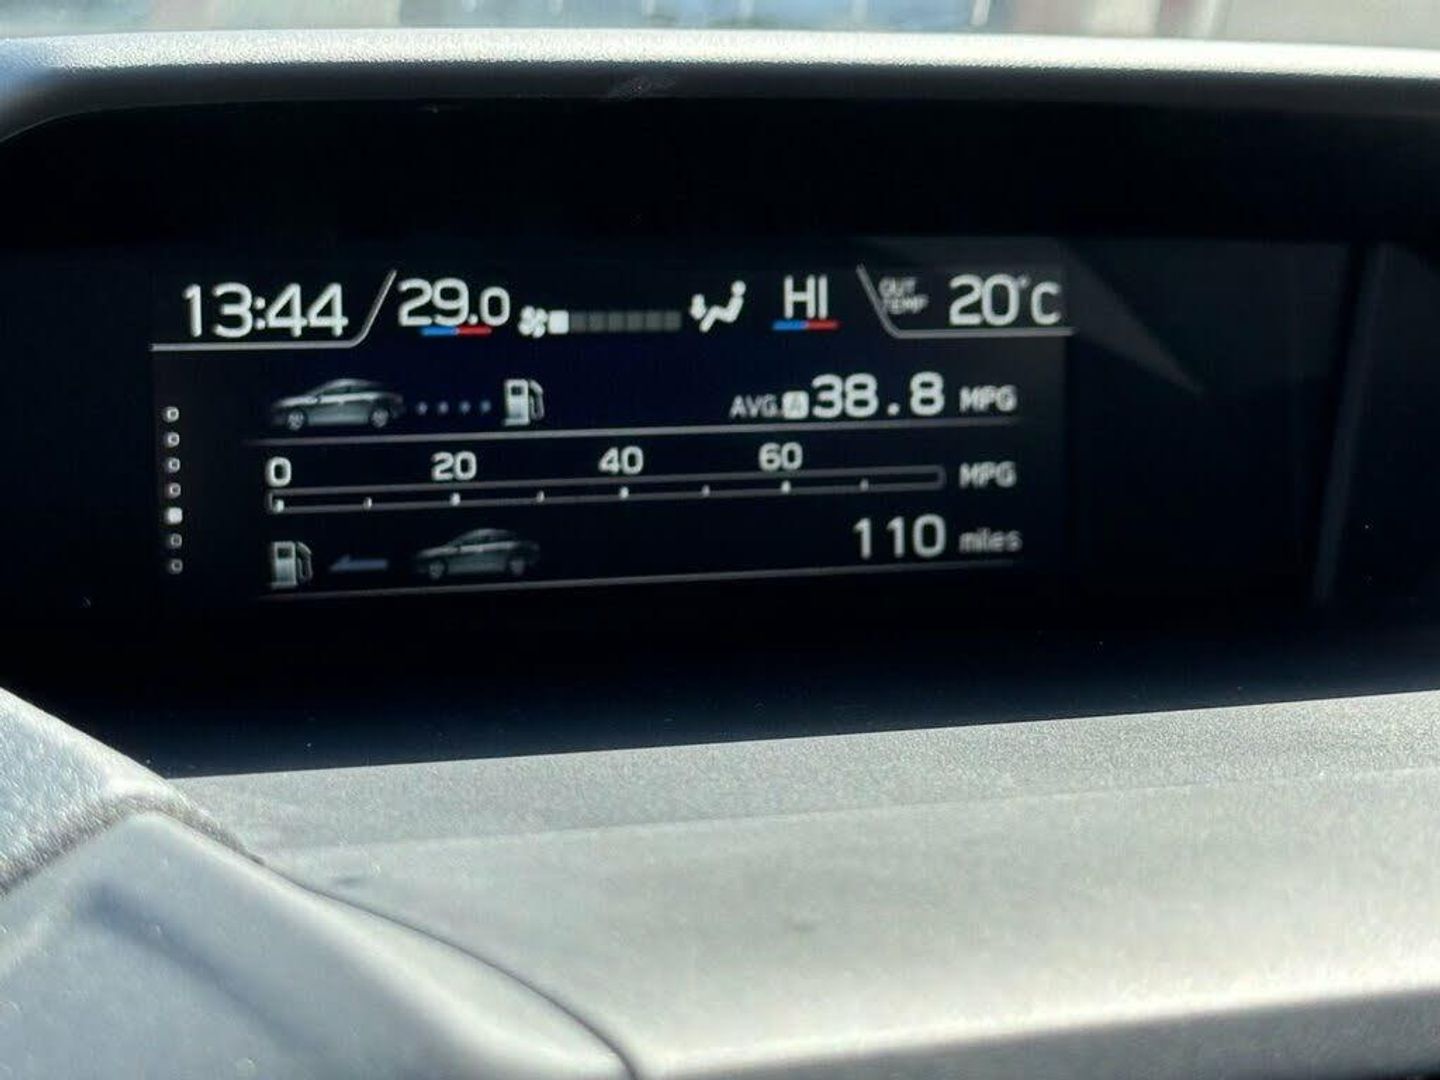 13:44 29.0 HI OUT TEMP 20°C
AVG. A 38.8 MPG
0 20 40 60
MPG
110 miles